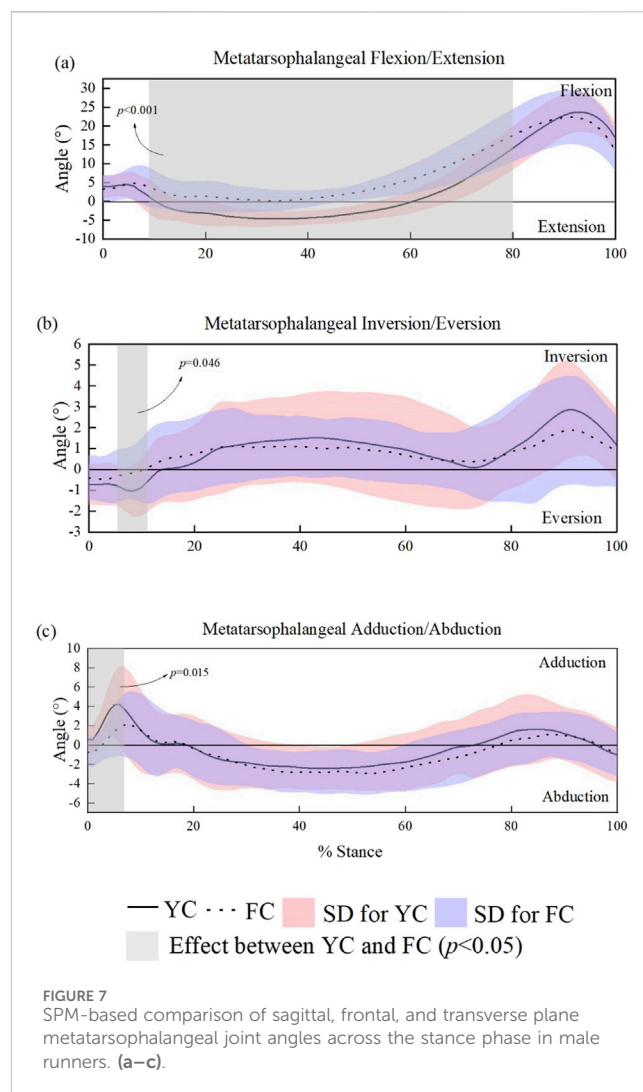 (a)
Metatarsophalangeal Flexion/Extension
30
25
20
15
10
5
0
-5
-10
Angle (°)
p<0.001
Flexion
Extension
0 20 40 60 80 100
(b)
Metatarsophalangeal Inversion/Eversion
6
5
4
3
2
1
0
-1
-2
-3
Angle (°)
p=0.046
Inversion
Eversion
0 20 40 60 80 100
(c)
Metatarsophalangeal Adduction/Abduction
10
8
6
4
2
0
-2
-4
-6
Angle (°)
p=0.015
Adduction
Abduction
0 20 40 60 80 100
% Stance
YC FC SD for YC SD for FC
Effect between YC and FC (p<0.05)
FIGURE 7
SPM-based comparison of sagittal, frontal, and transverse plane
metatarsophalangeal joint angles across the stance phase in male
runners. (a–c).